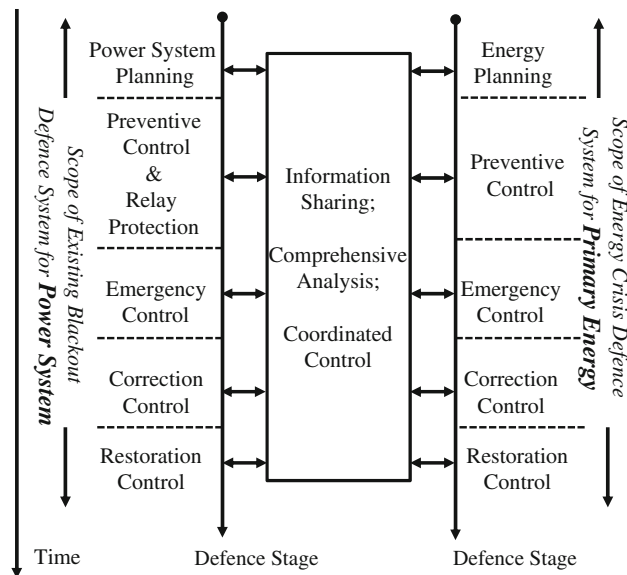 Power System
Planning
Preventive
Control
&
Relay
Protection
Emergency
Control
Correction
Control
Restoration
Control
Scope of Existing Blackout
Defence System for Power System
Information
Sharing;
Comprehensive
Analysis;
Coordinated
Control
Energy
Planning
Preventive
Control
Emergency
Control
Correction
Control
Restoration
Control
Scope of Energy Crisis Defence
System for Primary Energy
Time
Defence Stage
Defence Stage